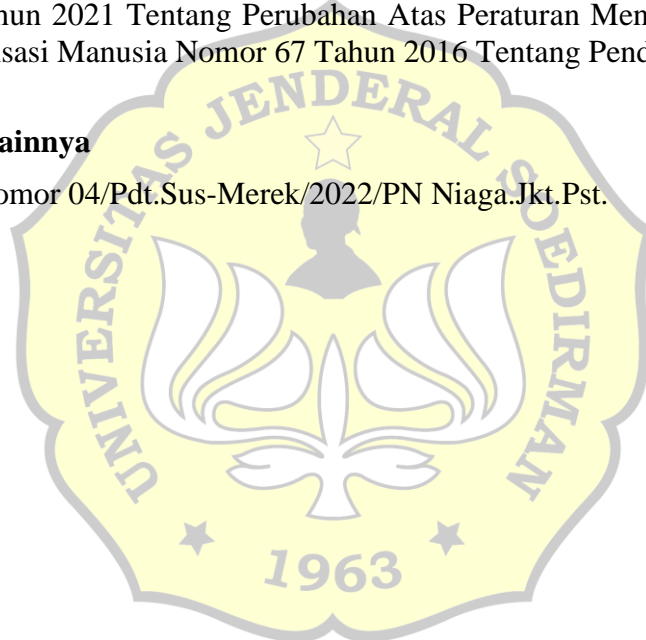 hun 2021 Tentang Perubahan Atas Peraturan Men
sasi Manusia Nomor 67 Tahun 2016 Tentang Pend
ainnya
omor 04/Pdt.Sus-Merek/2022/PN Niaga.Jkt.Pst.
UNIVERSITAS JENDERAL SOEDIRMAN
1963